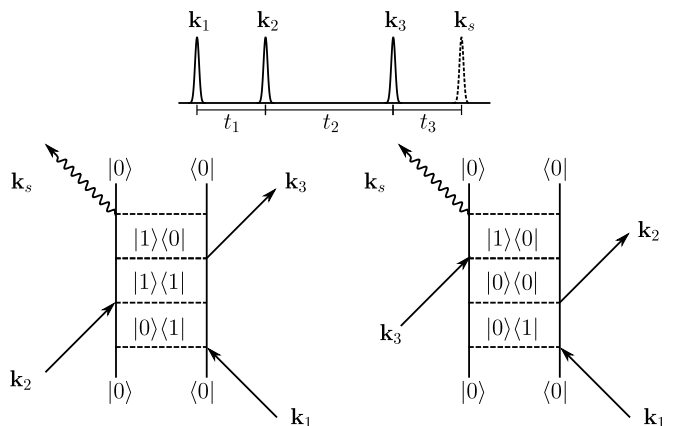 k₁ k₂ k₃ kₛ
t₁ t₂ t₃
|0⟩ ⟨0| |0⟩ ⟨0|
kₛ k₃ kₛ
k₂
|1⟩⟨0| |1⟩⟨0|
|1⟩⟨1| |0⟩⟨0|
|0⟩⟨1| |0⟩⟨1|
k₃
k₂
|0⟩ ⟨0| |0⟩ ⟨0|
k₁ k₁